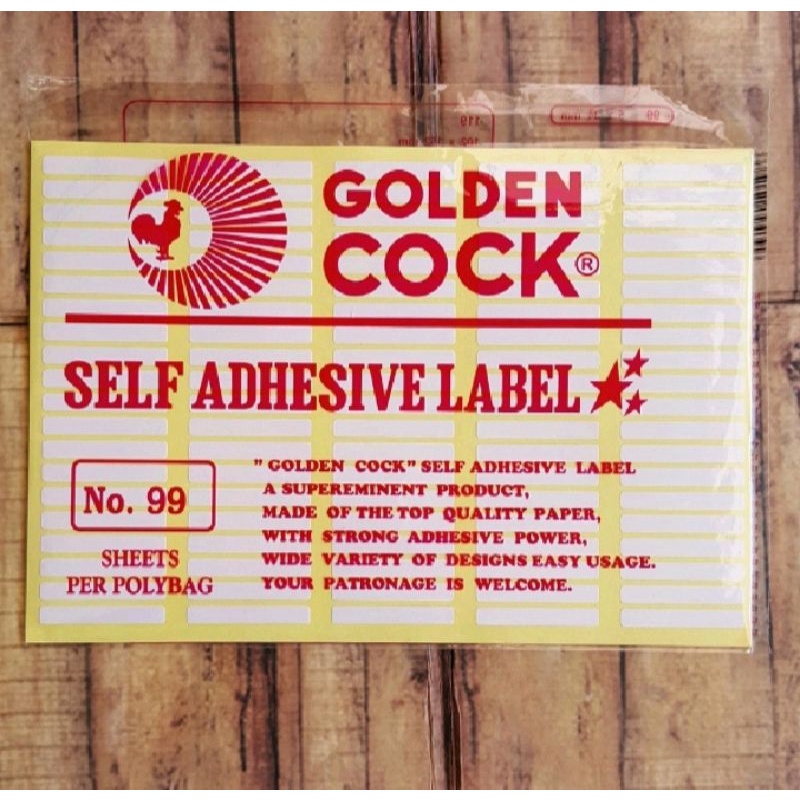 GOLDEN
COCK®
SELF ADHESIVE LABEL
No. 99
SHEETS
PER POLYBAG
" GOLDEN COCK" SELF ADHESIVE LABEL
A SUPEREMINENT PRODUCT,
MADE OF THE TOP QUALITY PAPER,
WITH STRONG ADHESIVE POWER,
WIDE VARIETY OF DESIGNS EASY USAGE.
YOUR PATRONAGE IS WELCOME.